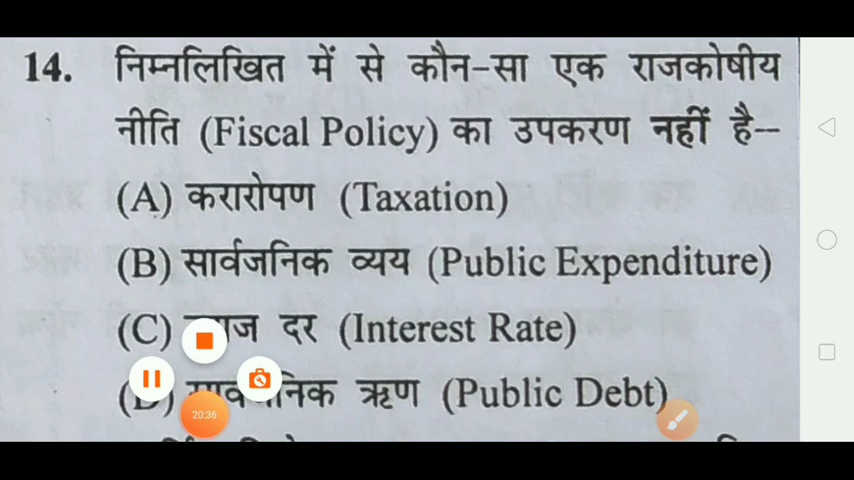 14. निम्नलिखित में से कौन-सा एक राजकोषीय
नीति (Fiscal Policy) का उपकरण नहीं है–
(A) करारोपण (Taxation)
(B) सार्वजनिक व्यय (Public Expenditure)
(C) दर (Interest Rate)
(D) ऋण (Public Debt)
20:36